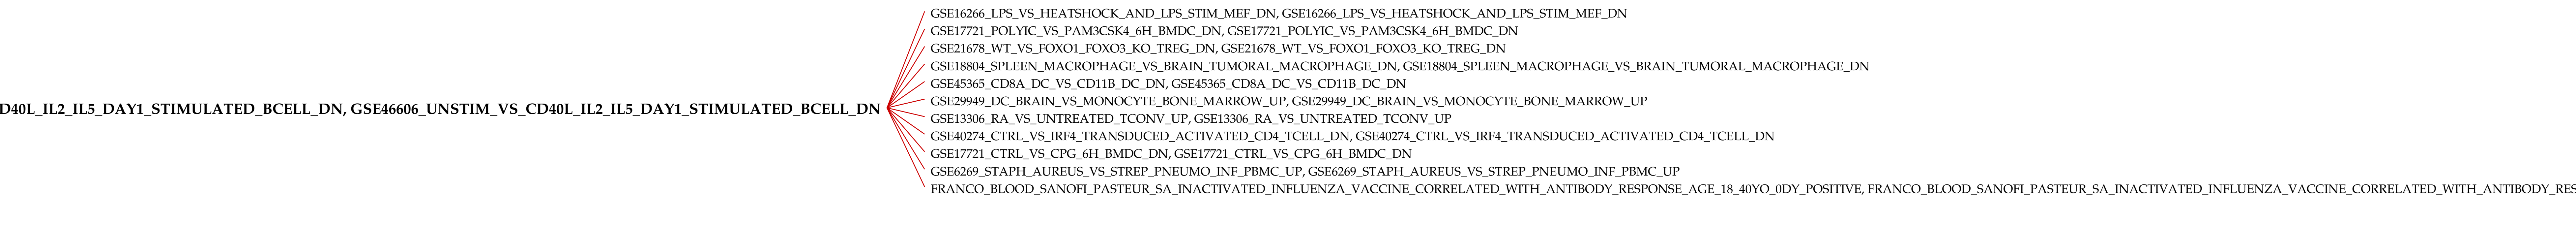 GSE16266_LPS_VS_HEATSHOCK_AND_LPS_STIM_MEF_DN, GSE16266_LPS_VS_HEATSHOCK_AND_LPS_STIM_MEF_DN
GSE17721_POLYIC_VS_PAM3CSK4_6H_BMDC_DN, GSE17721_POLYIC_VS_PAM3CSK4_6H_BMDC_DN
GSE21678_WT_VS_FOXO1_FOXO3_KO_TREG_DN, GSE21678_WT_VS_FOXO1_FOXO3_KO_TREG_DN
GSE18804_SPLEEN_MACROPHAGE_VS_BRAIN_TUMORAL_MACROPHAGE_DN, GSE18804_SPLEEN_MACROPHAGE_VS_BRAIN_TUMORAL_MACROPHAGE_DN
GSE45365_CD8A_DC_VS_CD11B_DC_DN, GSE45365_CD8A_DC_VS_CD11B_DC_DN
GSE29949_DC_BRAIN_VS_MONOCYTE_BONE_MARROW_UP, GSE29949_DC_BRAIN_VS_MONOCYTE_BONE_MARROW_UP
D40L_IL2_IL5_DAY1_STIMULATED_BCELL_DN, GSE46606_UNSTIM_VS_CD40L_IL2_IL5_DAY1_STIMULATED_BCELL_DN
GSE13306_RA_VS_UNTREATED_TCONV_UP, GSE13306_RA_VS_UNTREATED_TCONV_UP
GSE40274_CTRL_VS_IRF4_TRANSDUCED_ACTIVATED_CD4_TCELL_DN, GSE40274_CTRL_VS_IRF4_TRANSDUCED_ACTIVATED_CD4_TCELL_DN
GSE17721_CTRL_VS_CPG_6H_BMDC_DN, GSE17721_CTRL_VS_CPG_6H_BMDC_DN
GSE6269_STAPH_AUREUS_VS_STREP_PNEUMO_INF_PBMC_UP, GSE6269_STAPH_AUREUS_VS_STREP_PNEUMO_INF_PBMC_UP
FRANCO_BLOOD_SANOFI_PASTEUR_SA_INACTIVATED_INFLUENZA_VACCINE_CORRELATED_WITH_ANTIBODY_RESPONSE_AGE_18_40YO_0DY_POSITIVE, FRANCO_BLOOD_SANOFI_PASTEUR_SA_INACTIVATED_INFLUENZA_VACCINE_CORRELATED_WITH_ANTIBODY_RES